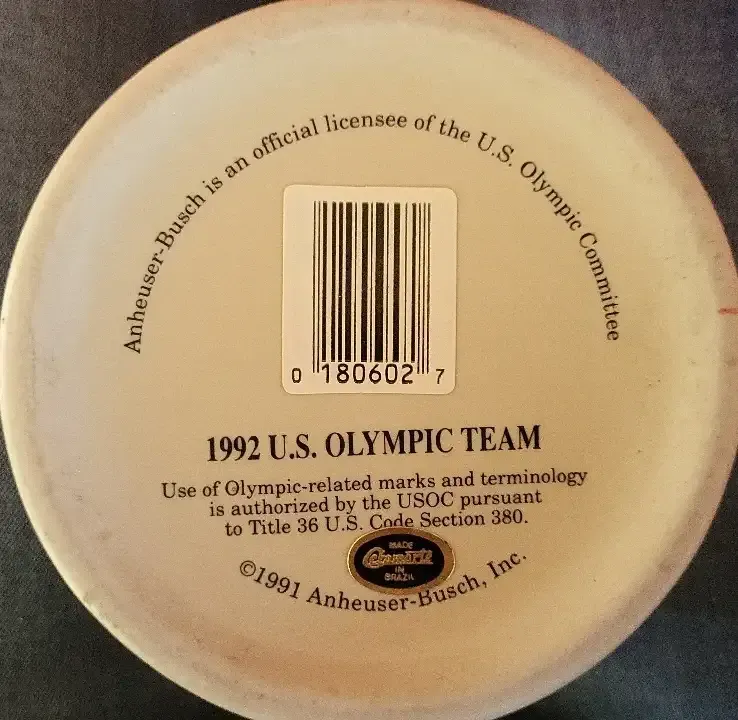 Anheuser-Busch is an official licensee of the U.S. Olympic Committee
0 180602 7
1992 U.S. OLYMPIC TEAM
Use of Olympic-related marks and terminology
is authorized by the USOC pursuant
to Title 36 U.S. Code Section 380.
MADE
Ceramarte
IN
BRAZIL
©1991 Anheuser-Busch, Inc.